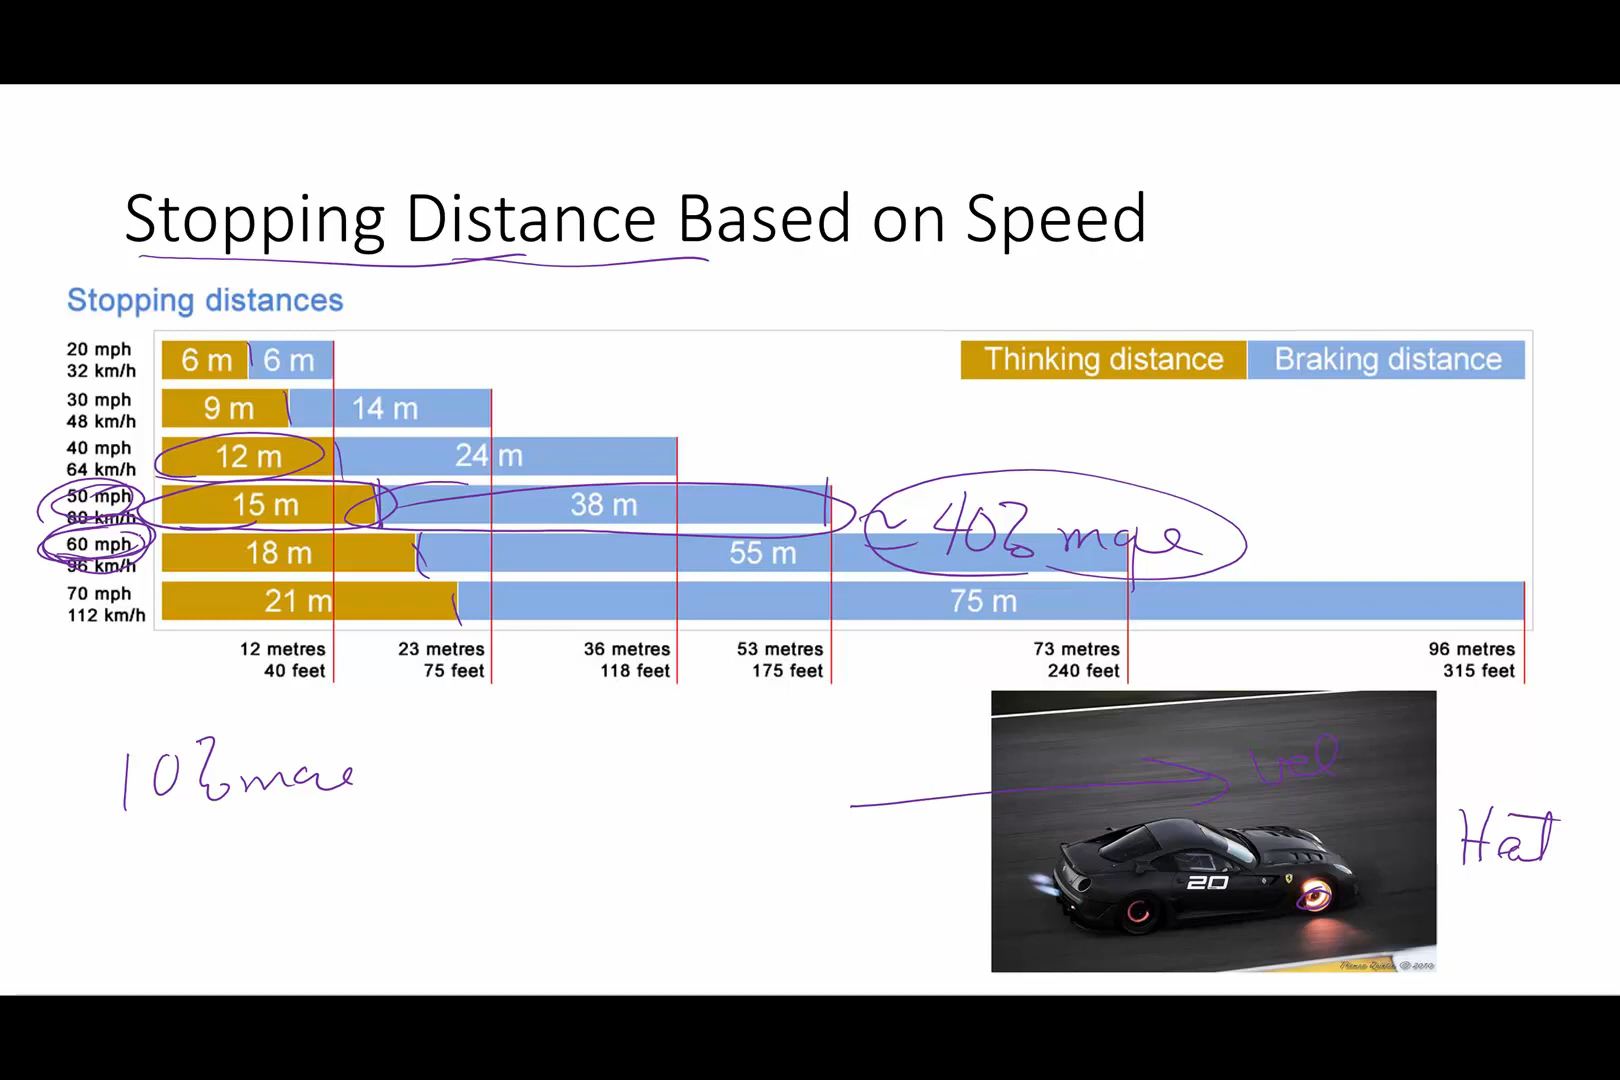 Stopping Distance Based on Speed
Stopping distances
Thinking distance Braking distance
20 mph
32 km/h
6 m 6 m
30 mph
48 km/h
9 m 14 m
40 mph
64 km/h
12 m 24 m
50 mph
80 km/h
15 m 38 m
~ 40% more
60 mph
96 km/h
18 m 55 m
70 mph
112 km/h
21 m 75 m
12 metres 23 metres 36 metres 53 metres 73 metres 96 metres
40 feet 75 feet 118 feet 175 feet 240 feet 315 feet
10% more
Vel
Heat
20